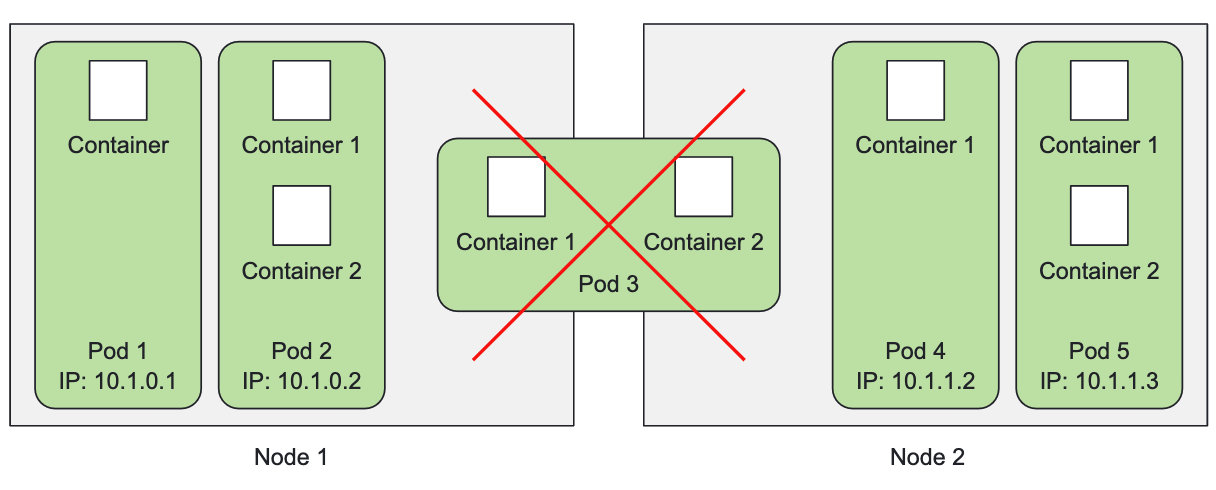 Container
Pod 1
IP: 10.1.0.1
Container 1
Container 2
Pod 2
IP: 10.1.0.2
Node 1
Container 1
Container 2
Pod 3
Container 1
Pod 4
IP: 10.1.1.2
Container 1
Container 2
Pod 5
IP: 10.1.1.3
Node 2